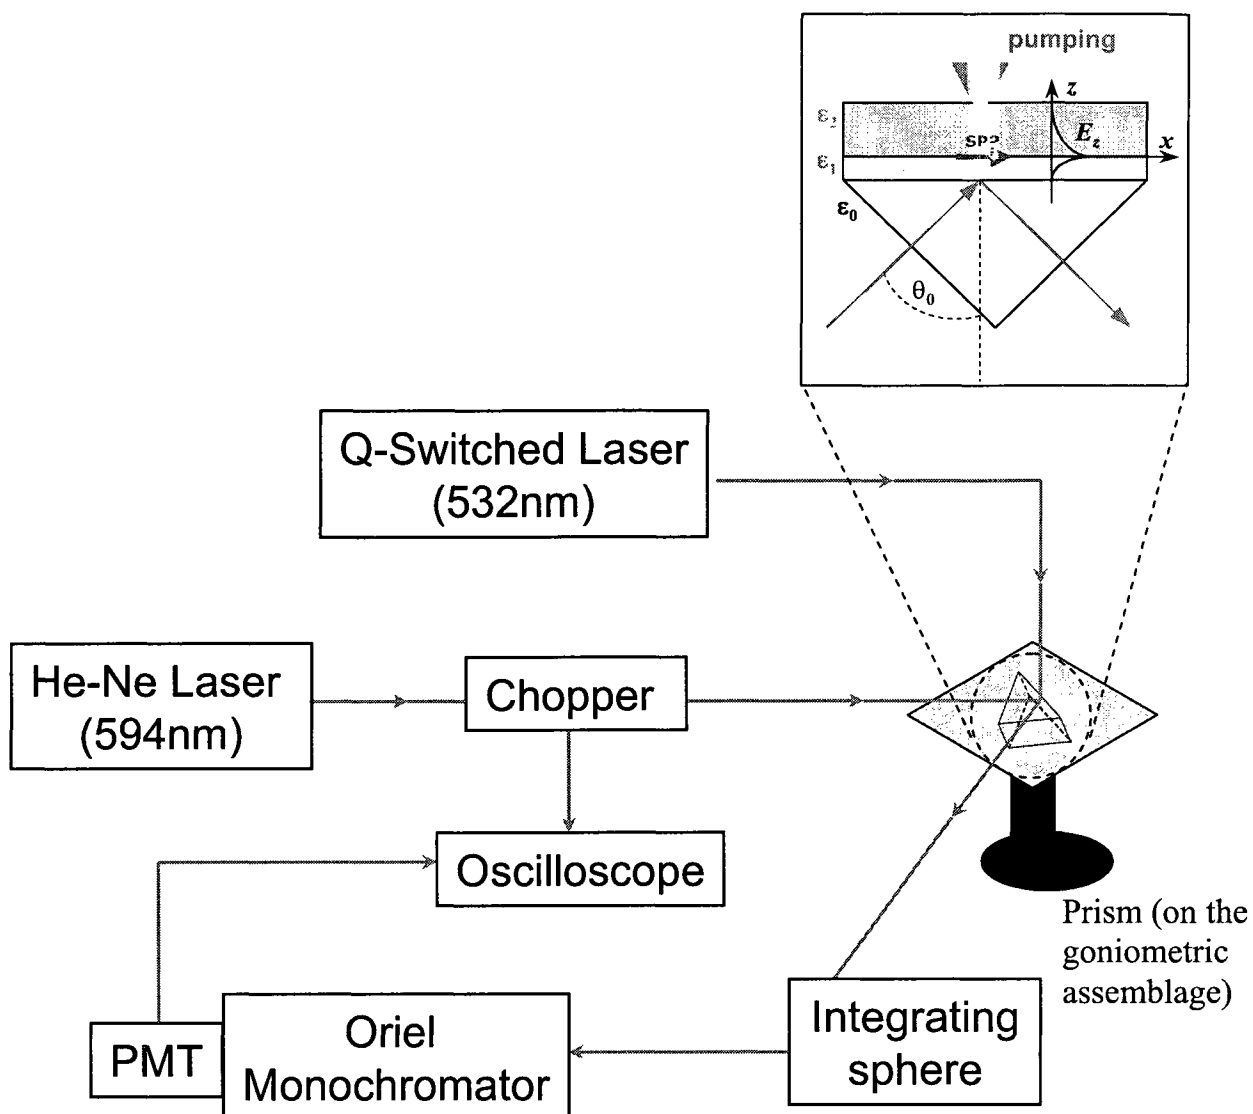 pumping
z
ε₂
SPP
E_z
x
ε₁
ε₀
θ₀
Q-Switched Laser
(532nm)
He-Ne Laser
(594nm)
Chopper
Oscilloscope
Prism (on the
goniometric
assemblage)
Integrating
sphere
Oriel
Monochromator
PMT